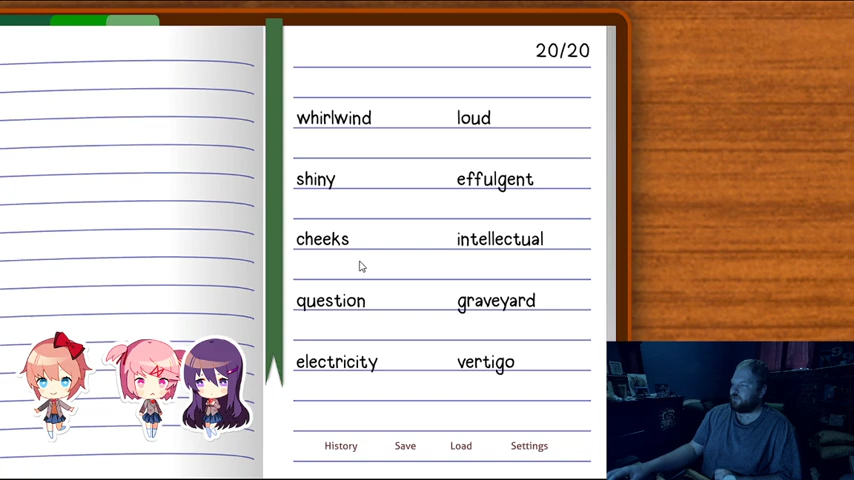 20/20
whirlwind loud
shiny effulgent
cheeks intellectual
question graveyard
electricity vertigo
History Save Load Settings